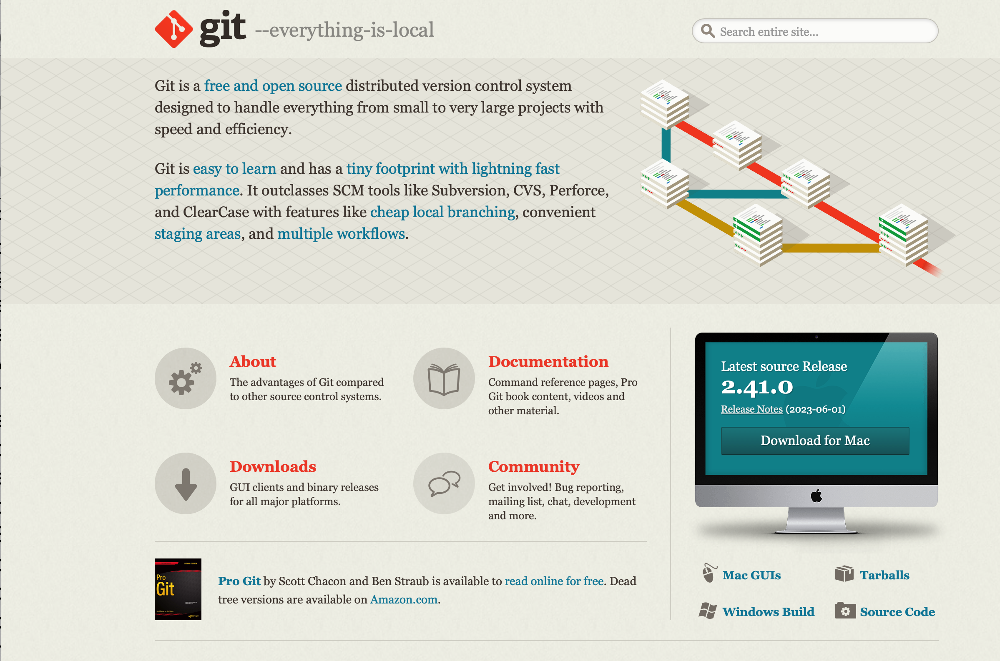 git --everything-is-local
Search entire site...
Git is a free and open source distributed version control system
designed to handle everything from small to very large projects with
speed and efficiency.
Git is easy to learn and has a tiny footprint with lightning fast
performance. It outclasses SCM tools like Subversion, CVS, Perforce,
and ClearCase with features like cheap local branching, convenient
staging areas, and multiple workflows.
About
The advantages of Git compared
to other source control systems.
Documentation
Command reference pages, Pro
Git book content, videos and
other material.
Downloads
GUI clients and binary releases
for all major platforms.
Community
Get involved! Bug reporting,
mailing list, chat, development
and more.
SECOND EDITION
Pro
Git
Scott Chacon and Ben Straub
Apress
Pro Git by Scott Chacon and Ben Straub is available to read online for free. Dead
tree versions are available on Amazon.com.
Latest source Release
2.41.0
Release Notes (2023-06-01)
Download for Mac
Mac GUIs
Tarballs
Windows Build
Source Code